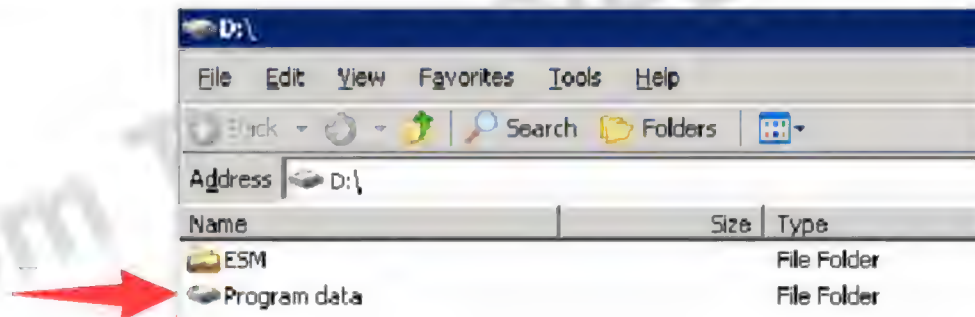 D:\
File Edit View Favorites Tools Help
Back Search Folders
Address D:\
Name Size Type
ESM File Folder
Program data File Folder